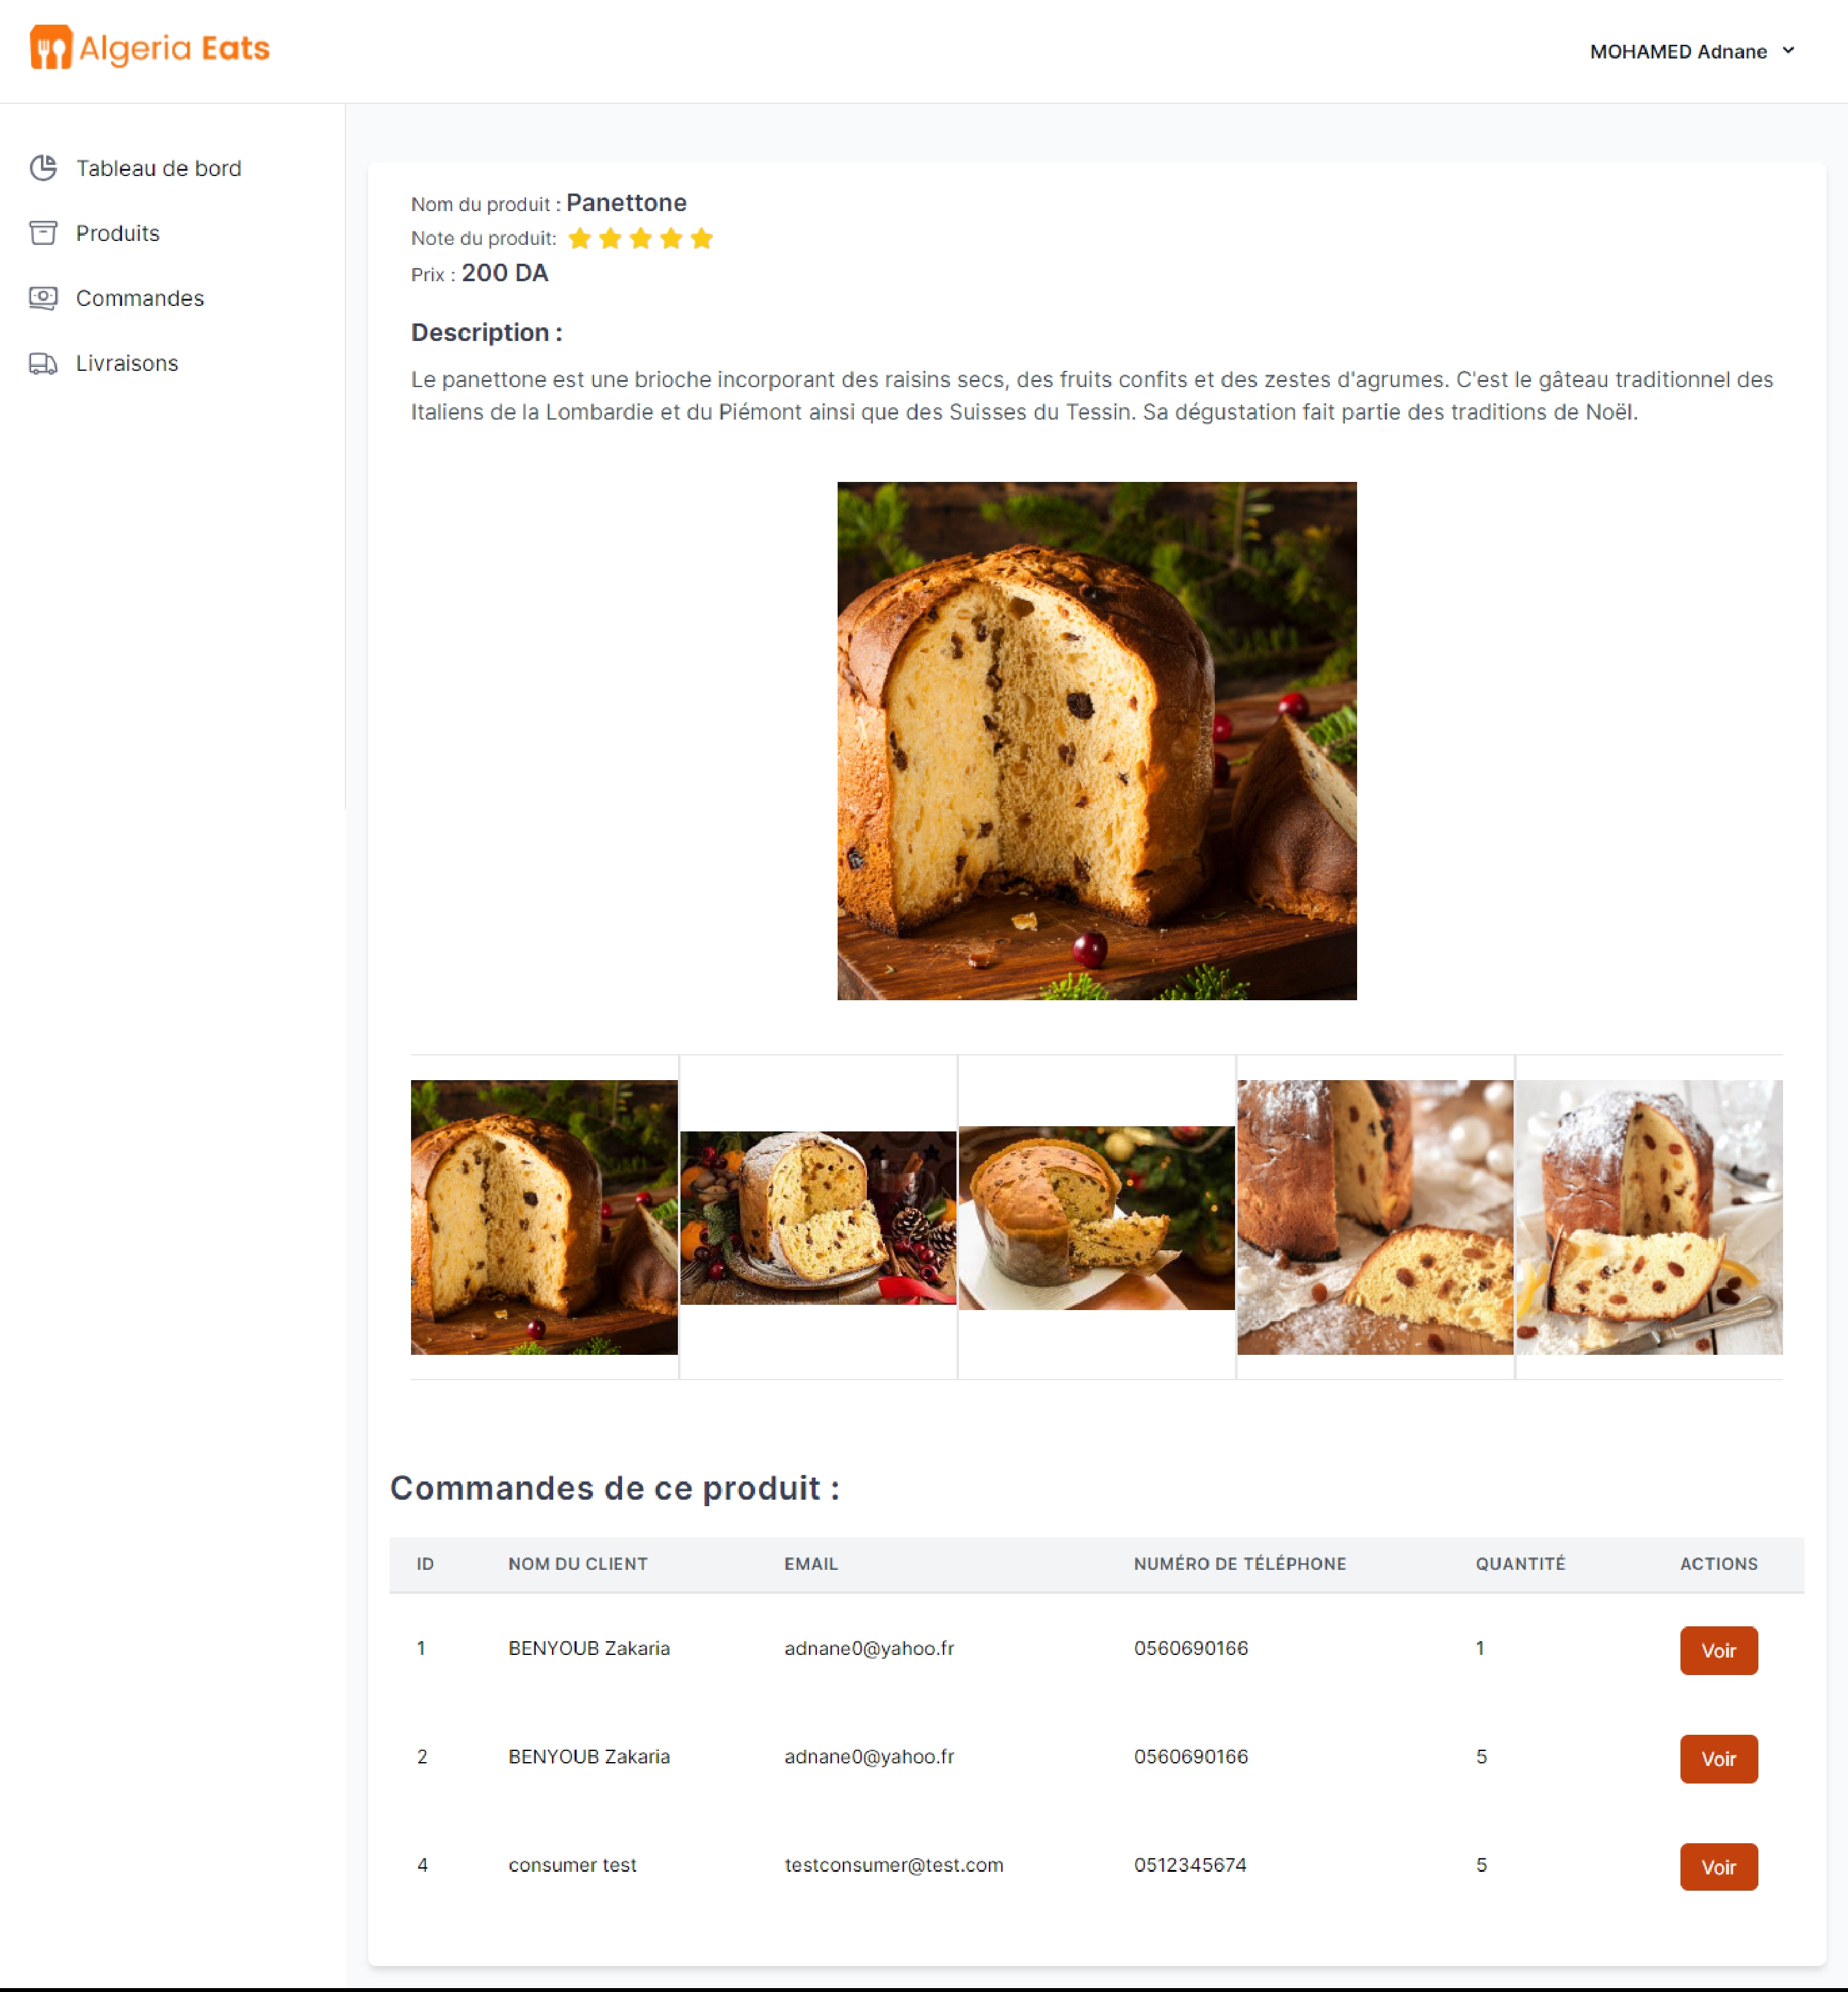 Algeria Eats
MOHAMED Adnane
Tableau de bord
Produits
Commandes
Livraisons
Nom du produit : Panettone
Note du produit:
Prix : 200 DA
Description :
Le panettone est une brioche incorporant des raisins secs, des fruits confits et des zestes d'agrumes. C'est le gâteau traditionnel des
Italiens de la Lombardie et du Piémont ainsi que des Suisses du Tessin. Sa dégustation fait partie des traditions de Noël.
Commandes de ce produit :
ID NOM DU CLIENT EMAIL NUMÉRO DE TÉLÉPHONE QUANTITÉ ACTIONS
1 BENYOUB Zakaria adnane0@yahoo.fr 0560690166 1 Voir
2 BENYOUB Zakaria adnane0@yahoo.fr 0560690166 5 Voir
4 consumer test testconsumer@test.com 0512345674 5 Voir